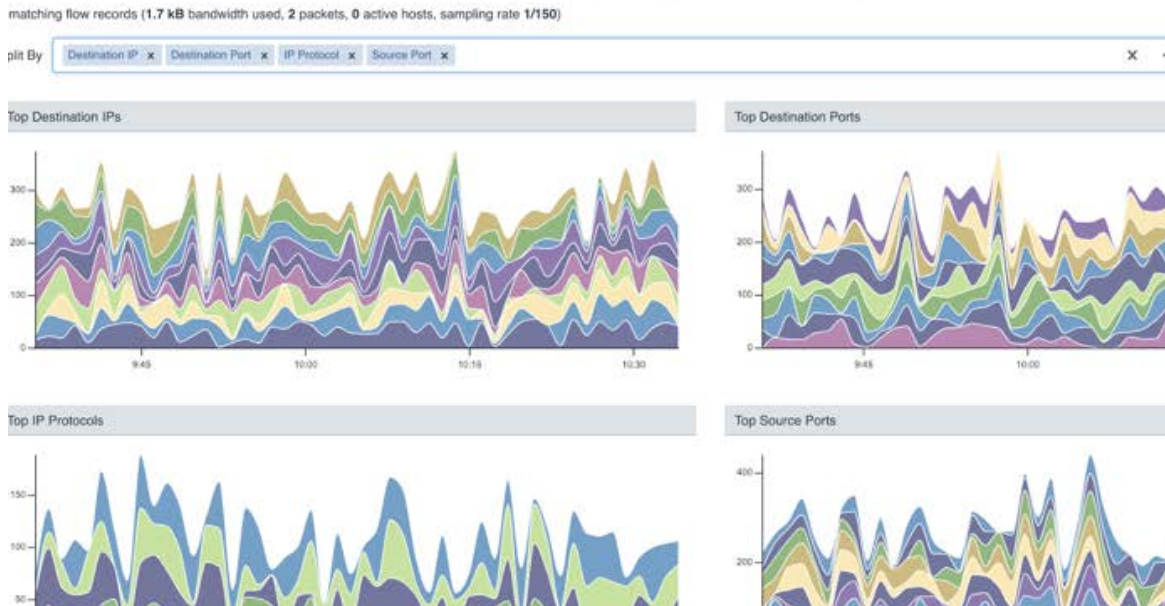 matching flow records (1.7 kB bandwidth used, 2 packets, 0 active hosts, sampling rate 1/150)
plit By Destination IP x Destination Port x IP Protocol x Source Port x x
Top Destination IPs
Top Destination Ports
300
200
100
0
9:45 10:00 10:15 10:30
300
200
100
0
9:45 10:00
Top IP Protocols
Top Source Ports
150
100
50
400
200